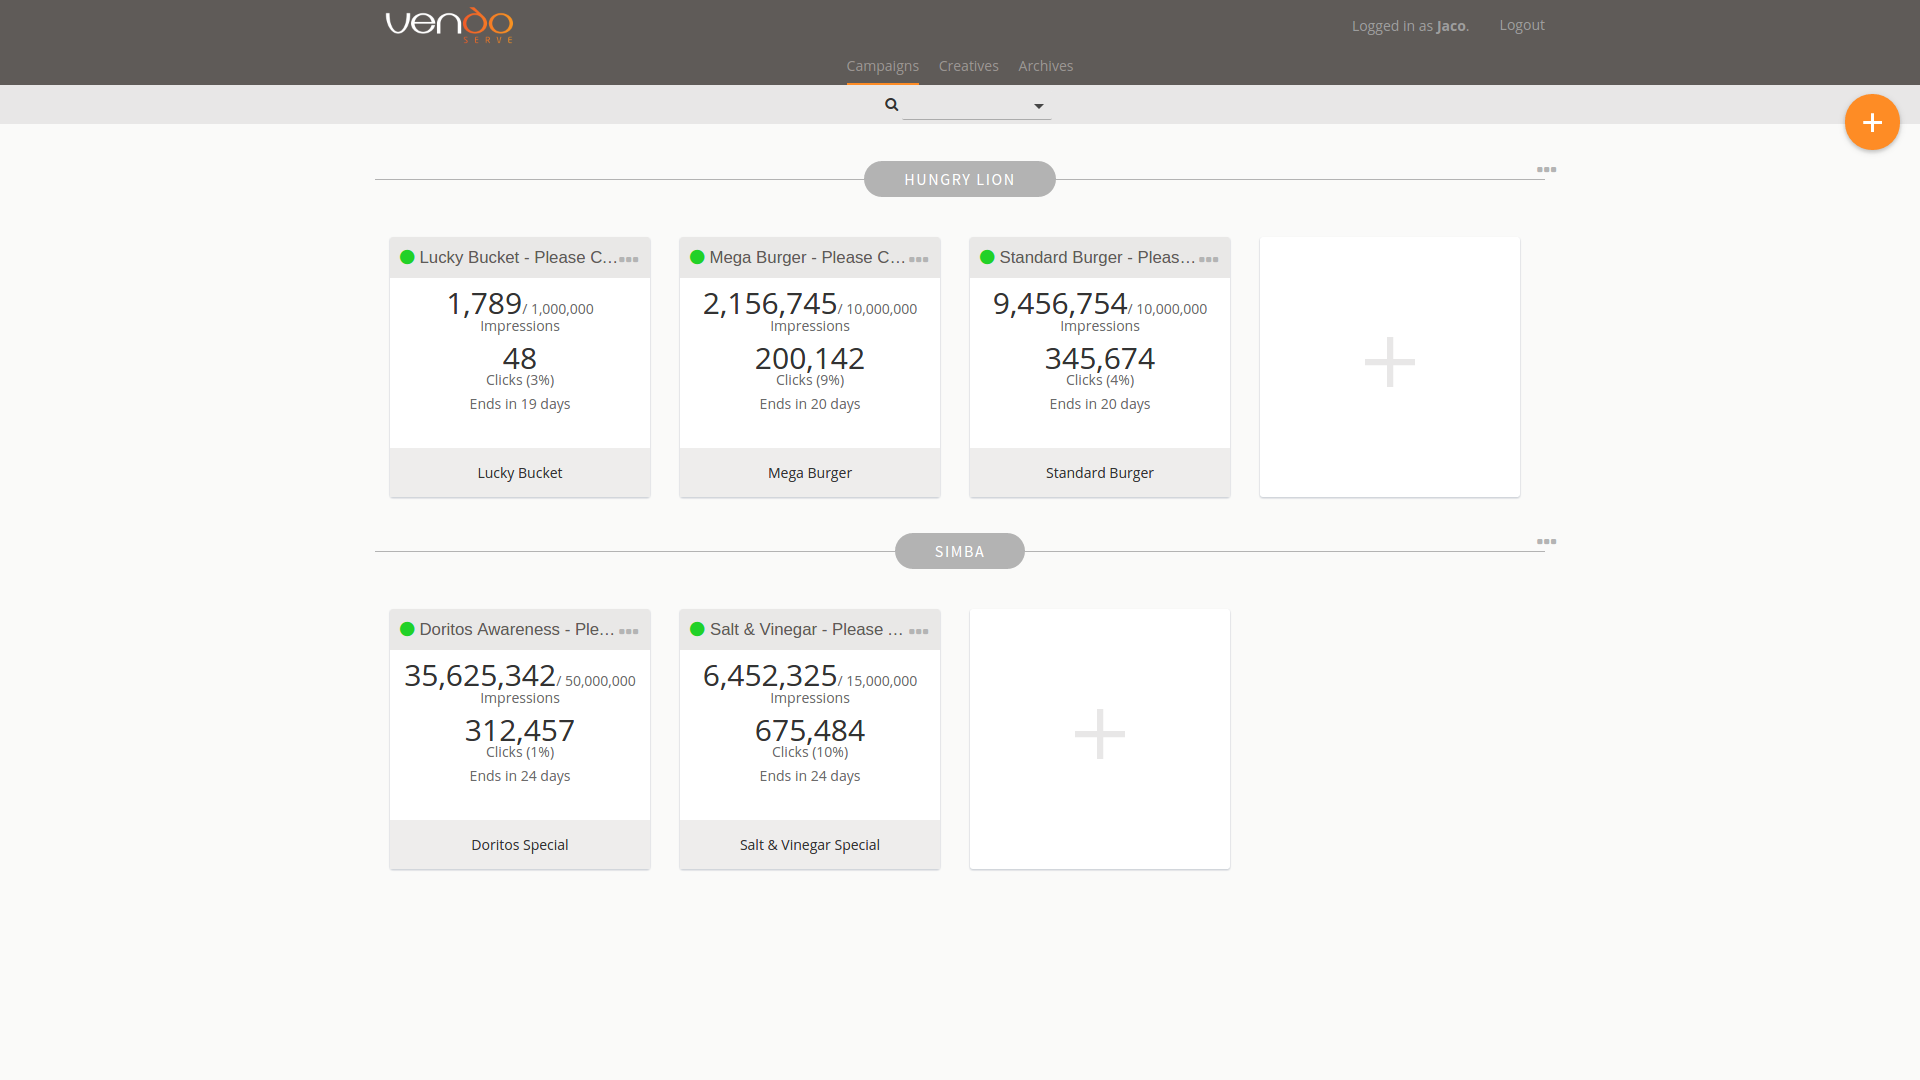 vendo
SERVE
Logged in as Jaco.
Logout
Campaigns
Creatives
Archives
HUNGRY LION
Lucky Bucket - Please C...
1,789/ 1,000,000
Impressions
48
Clicks (3%)
Ends in 19 days
Lucky Bucket
Mega Burger - Please C...
2,156,745/ 10,000,000
Impressions
200,142
Clicks (9%)
Ends in 20 days
Mega Burger
Standard Burger - Pleas...
9,456,754/ 10,000,000
Impressions
345,674
Clicks (4%)
Ends in 20 days
Standard Burger
SIMBA
Doritos Awareness - Ple...
35,625,342/ 50,000,000
Impressions
312,457
Clicks (1%)
Ends in 24 days
Doritos Special
Salt & Vinegar - Please ...
6,452,325/ 15,000,000
Impressions
675,484
Clicks (10%)
Ends in 24 days
Salt & Vinegar Special